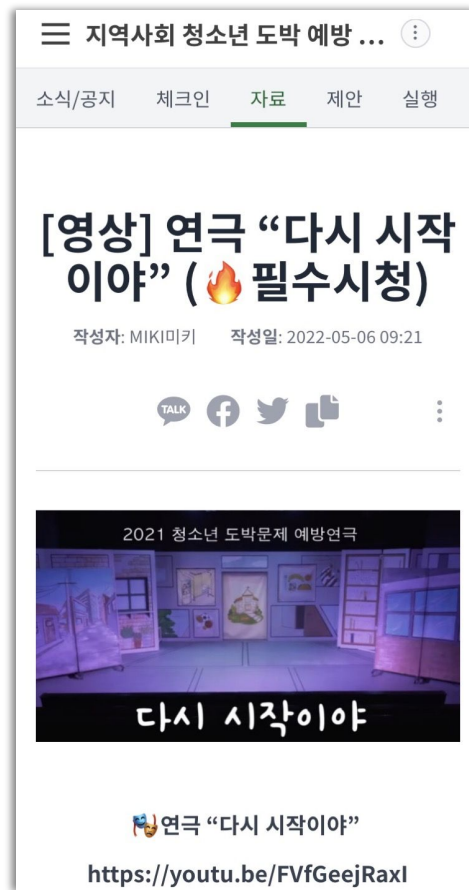 지역사회 청소년 도박 예방 ...
소식/공지 체크인 자료 제안 실행
[영상] 연극 “다시 시작
이야” (🔥필수시청)
작성자: MIKI미키 작성일: 2022-05-06 09:21
TALK
2021 청소년 도박문제 예방연극
다시 시작이야
🎭연극 “다시 시작이야”
https://youtu.be/FVfGeejRaxI